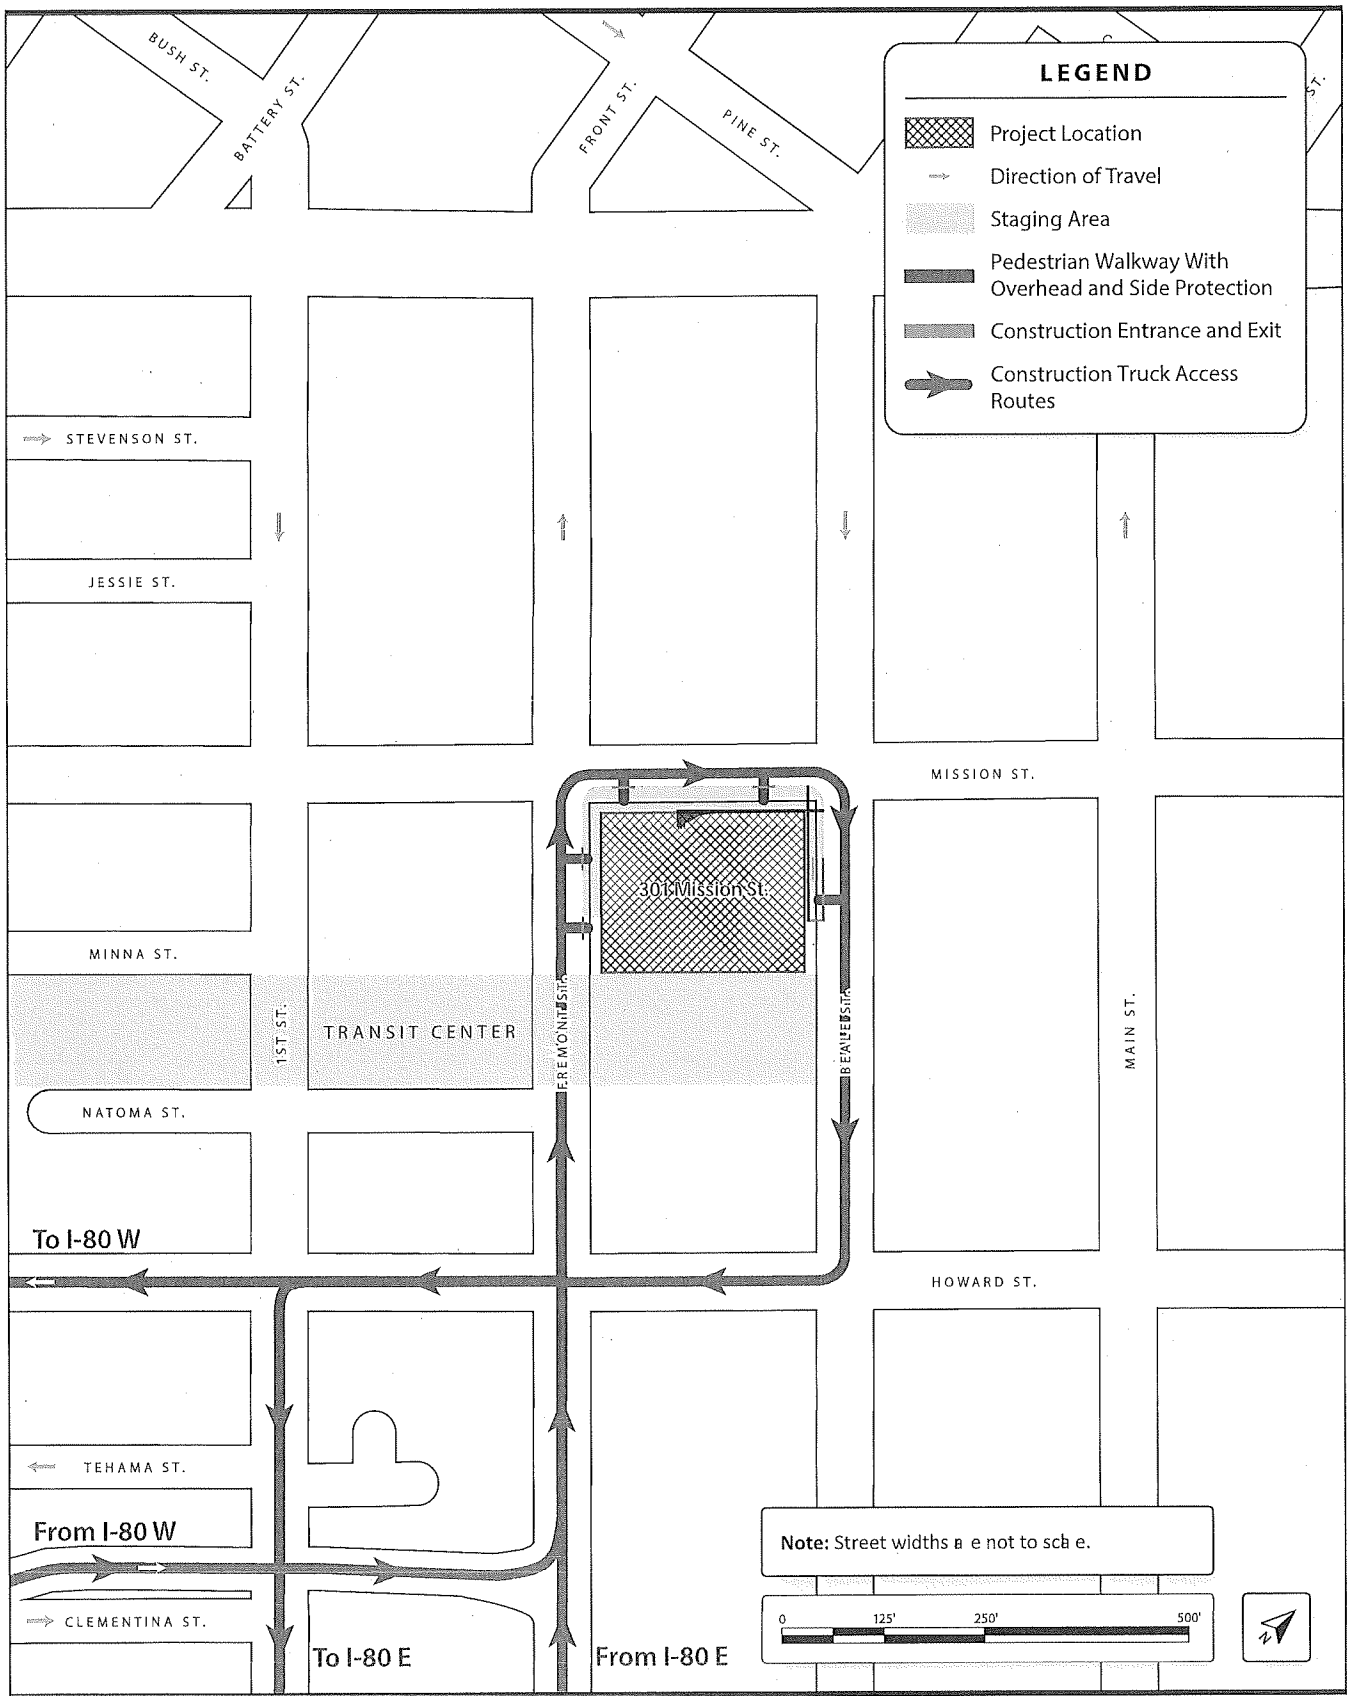 BUSH ST.
BATTERY ST.
FRONT ST.
PINE ST.
ST.
LEGEND
Project Location
Direction of Travel
Staging Area
Pedestrian Walkway With
Overhead and Side Protection
Construction Entrance and Exit
Construction Truck Access
Routes
STEVENSON ST.
JESSIE ST.
MISSION ST.
301 Mission St.
MINNA ST.
1ST ST.
TRANSIT CENTER
FREMONT ST.
BEALE ST.
MAIN ST.
NATOMA ST.
To I-80 W
HOWARD ST.
TEHAMA ST.
From I-80 W
Note: Street widths a e not to sca e.
CLEMENTINA ST.
0 125' 250' 500'
N
To I-80 E
From I-80 E